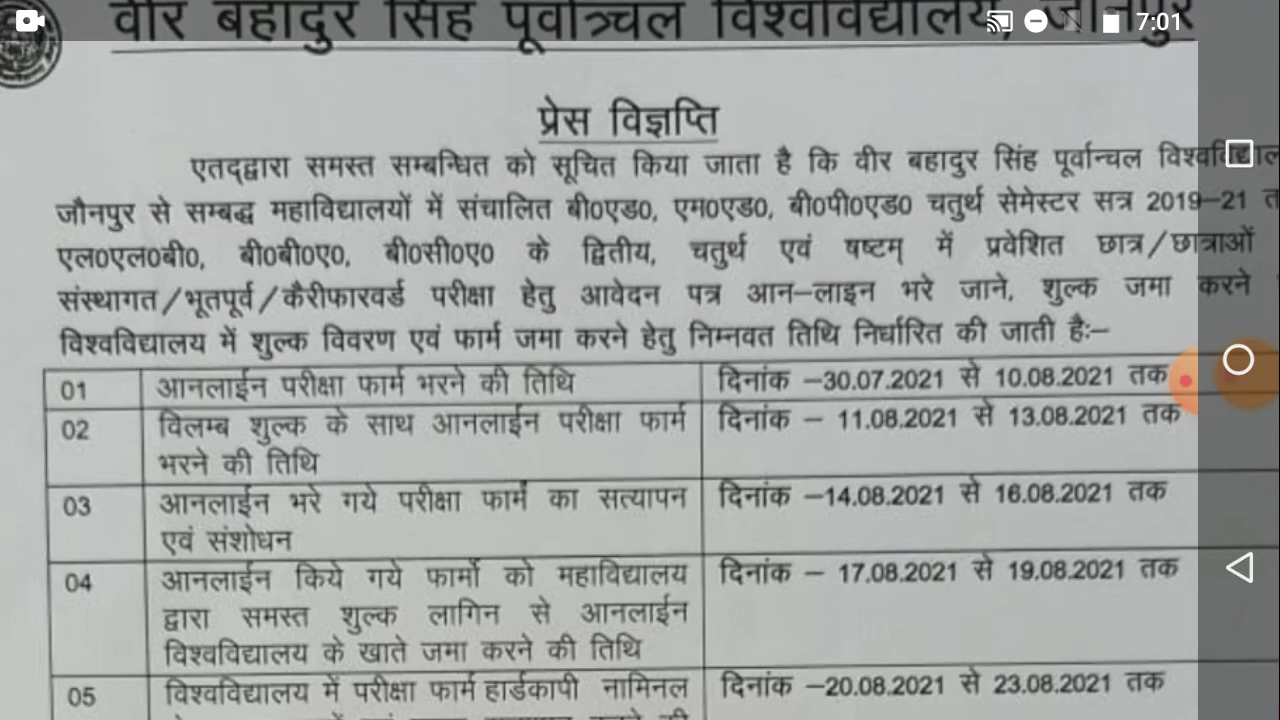 वीर बहादुर सिंह पूर्वान्चल विश्वविद्यालय, जौनपुर
7:01
प्रेस विज्ञप्ति
एतद्द्वारा समस्त सम्बन्धित को सूचित किया जाता है कि वीर बहादुर सिंह पूर्वान्चल
जौनपुर से सम्बद्ध महाविद्यालयों में संचालित बी0एड0, एम0एड0, बी0पी0एड0 चतुर्थ सेमेस्टर सत्र 2019-21
एल0एल0बी0, बी0बी0ए0, बी0सी0ए0 के द्वितीय, चतुर्थ एवं षष्टम् में प्रवेशित छात्र/छात्राओं
संस्थागत/भूतपूर्व/कैरीफारवर्ड परीक्षा हेतु आवेदन पत्र आन-लाइन भरे जाने, शुल्क जमा करने
विश्वविद्यालय में शुल्क विवरण एवं फार्म जमा करने हेतु निम्नवत तिथि निर्धारित की जाती हैः-
01 आनलाईन परीक्षा फार्म भरने की तिथि दिनांक -30.07.2021 से 10.08.2021 तक
02 विलम्ब शुल्क के साथ आनलाईन परीक्षा फार्म दिनांक - 11.08.2021 से 13.08.2021 तक
भरने की तिथि
03 आनलाईन भरे गये परीक्षा फार्म का सत्यापन दिनांक -14.08.2021 से 16.08.2021 तक
एवं संशोधन
04 आनलाईन किये गये फार्मो को महाविद्यालय दिनांक - 17.08.2021 से 19.08.2021 तक
द्वारा समस्त शुल्क लागिन से आनलाईन
विश्वविद्यालय के खाते जमा करने की तिथि
05 विश्वविद्यालय में परीक्षा फार्म हार्डकापी नामिनल दिनांक -20.08.2021 से 23.08.2021 तक